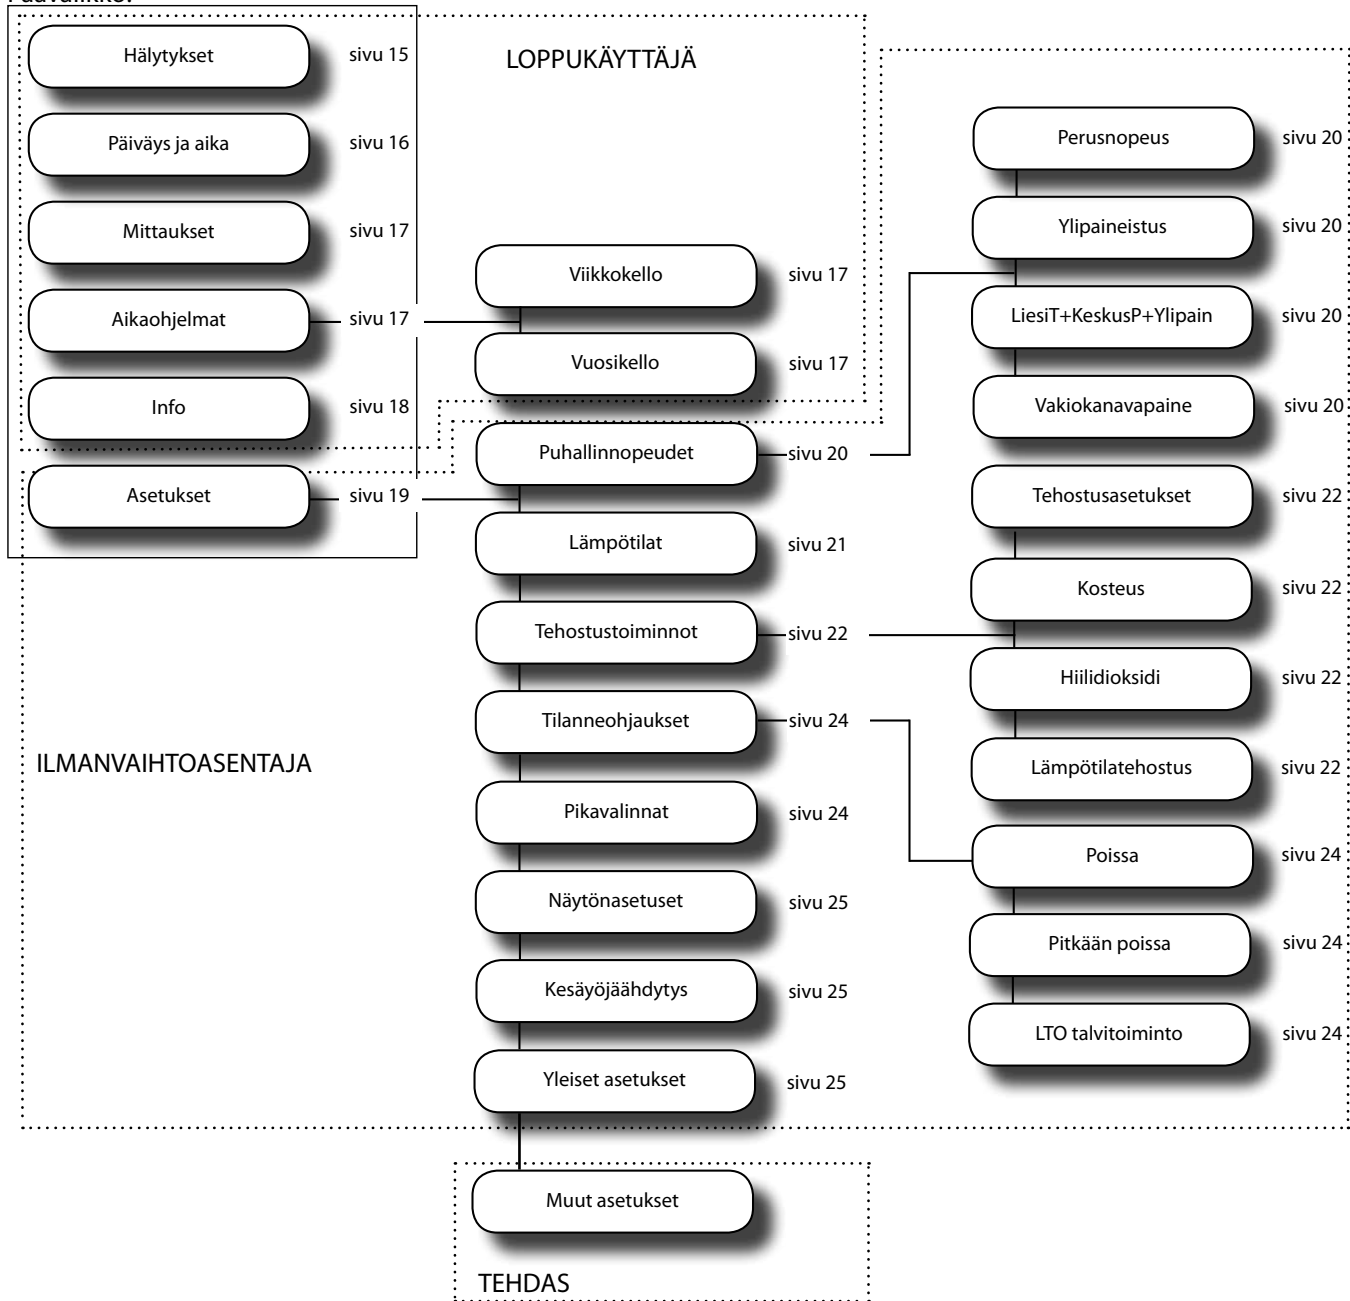 Päävalikko:
Hälytykset
sivu 15
Päiväys ja aika
sivu 16
Mittaukset
sivu 17
Aikaohjelmat
sivu 17
Info
sivu 18
Asetukset
sivu 19
LOPPUKÄYTTÄJÄ
Viikkokello
sivu 17
Vuosikello
sivu 17
Puhallinnopeudet
sivu 20
Lämpötilat
sivu 21
Tehostustoiminnot
sivu 22
Tilanneohjaukset
sivu 24
Pikavalinnat
sivu 24
Näytönasetuset
sivu 25
Kesäyöjäähdytys
sivu 25
Yleiset asetukset
sivu 25
ILMANVAIHTOASENTAJA
Perusnopeus
sivu 20
Ylipaineistus
sivu 20
LiesiT+KeskusP+Ylipain
sivu 20
Vakiokanavapaine
sivu 20
Tehostusasetukset
sivu 22
Kosteus
sivu 22
Hiilidioksidi
sivu 22
Lämpötilatehostus
sivu 22
Poissa
sivu 24
Pitkään poissa
sivu 24
LTO talvitoiminto
sivu 24
Muut asetukset
TEHDAS